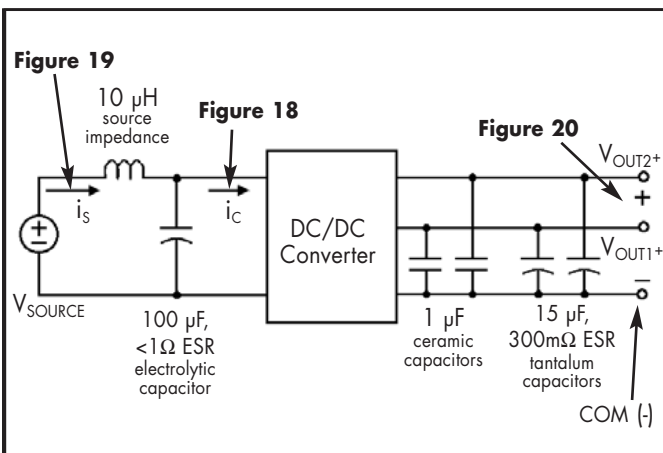 Figure 19
10 µH
source
impedance
Figure 18
Figure 20
VOUT2+
+
iS
iC
DC/DC
Converter
VOUT1+
+
−
−
VSOURCE
100 µF,
<1Ω ESR
electrolytic
capacitor
1 µF
ceramic
capacitors
15 µF,
300mΩ ESR
tantalum
capacitors
COM (-)